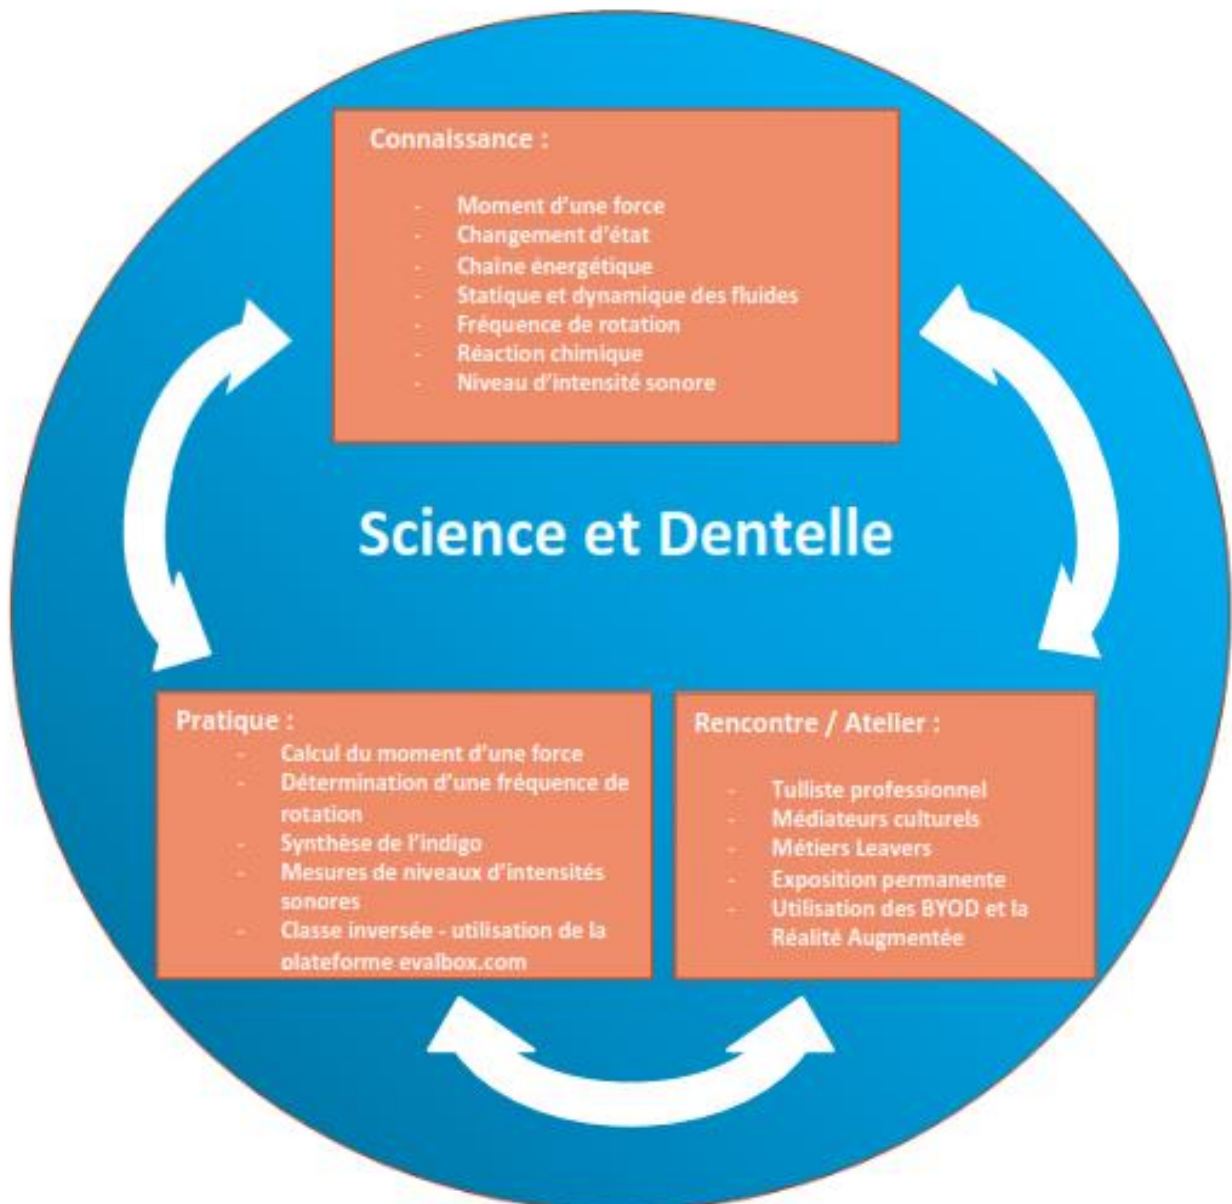 Connaissance :
- Moment d'une force
- Changement d'état
- Chaîne énergétique
- Statique et dynamique des fluides
- Fréquence de rotation
- Réaction chimique
- Niveau d'intensité sonore
Science et Dentelle
Pratique :
- Calcul du moment d'une force
- Détermination d'une fréquence de
rotation
- Synthèse de l'indigo
- Mesures de niveaux d'intensités
sonores
- Classe inversée - utilisation de la
plateforme evalbox.com
Rencontre / Atelier :
- Tulliste professionnel
- Médiateurs culturels
- Métiers Leavers
- Exposition permanente
- Utilisation des BYOD et la
Réalité Augmentée